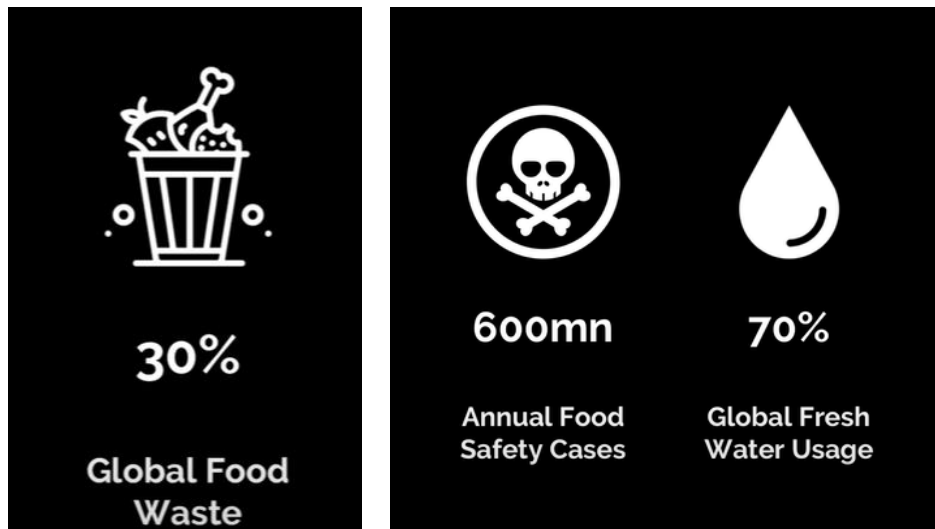 30%
Global Food
Waste
600mn
Annual Food
Safety Cases
70%
Global Fresh
Water Usage